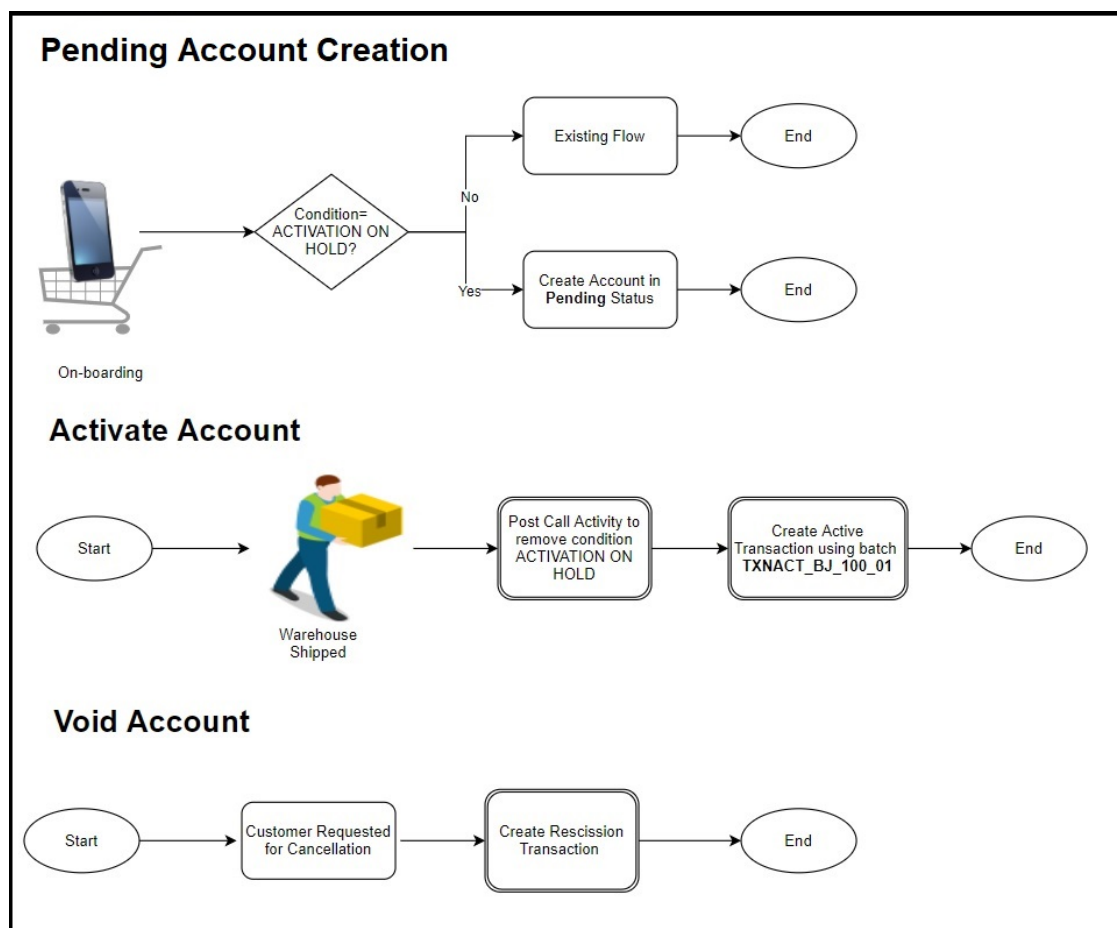 Pending Account Creation
Existing Flow
End
No
Condition=
ACTIVATION ON
HOLD?
Yes
Create Account in
Pending Status
End
On-boarding
Activate Account
Start
Warehouse
Shipped
Post Call Activity to
remove condition
ACTIVATION ON
HOLD
Create Active
Transaction using batch
TXNACT_BJ_100_01
End
Void Account
Start
Customer Requested
for Cancellation
Create Rescission
Transaction
End